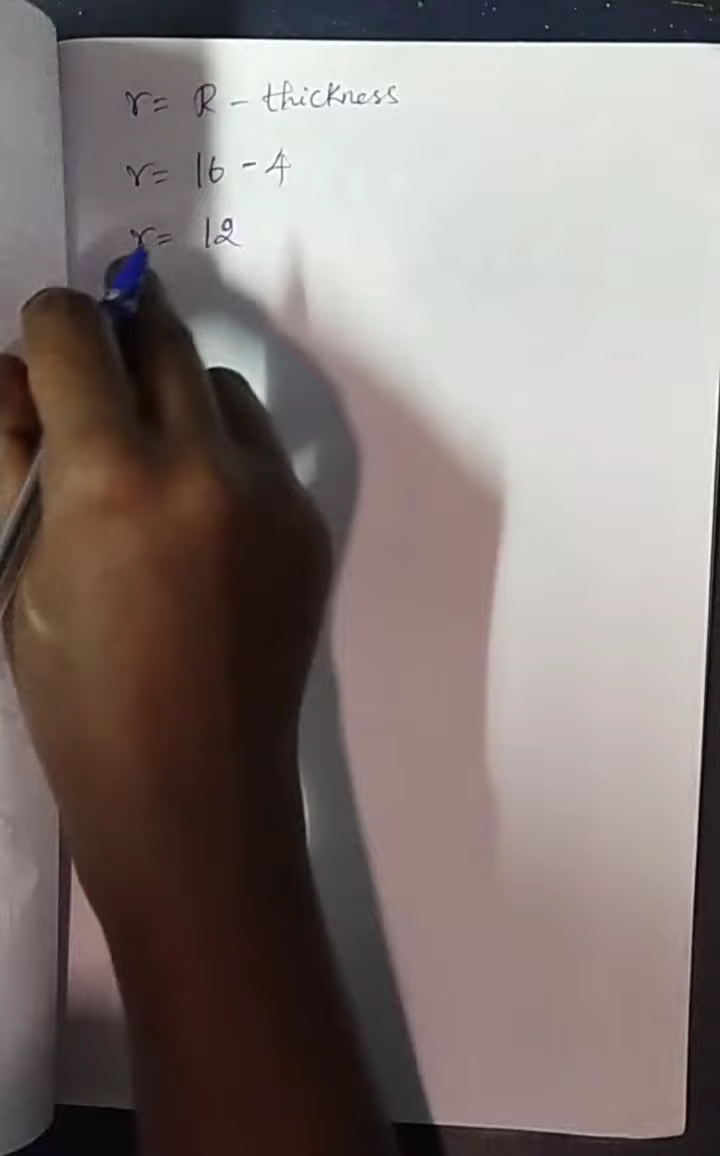 r = R - thickness
r = 16 - 4
r = 12